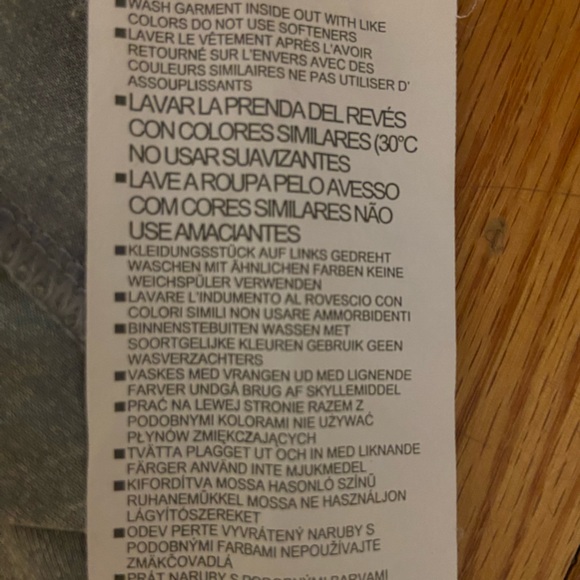 ■WASH GARMENT INSIDE OUT WITH LIKE
COLORS DO NOT USE SOFTENERS
■LAVER LE VÉTEMENT APRÈS L'AVOIR
RETOURNÉ SUR L'ENVERS AVEC DES
COULEURS SIMILAIRES NE PAS UTILISER D'
ASSOUPLISSANTS
■LAVAR LA PRENDA DEL REVÉS
CON COLORES SIMILARES (30°C
NO USAR SUAVIZANTES
■LAVE A ROUPA PELO AVESSO
COM CORES SIMILARES NÃO
USE AMACIANTES
■KLEIDUNGSSTÜCK AUF LINKS GEDREHT
WASCHEN MIT ÄHNLICHEN FARBEN KEINE
WEICHSPÜLER VERWENDEN
■LAVARE L'INDUMENTO AL ROVESCIO CON
COLORI SIMILI NON USARE AMMORBIDENTI
■BINNENSTEBUITEN WASSEN MET
SOORTGELIJKE KLEUREN GEBRUIK GEEN
WASVERZACHTERS
■VASKES MED VRANGEN UD MED LIGNENDE
FARVER UNDGÅ BRUG AF SKYLLEMIDDEL
■PRAĆ NA LEWEJ STRONIE RAZEM Z
PODOBNYMI KOLORAMI NIE UŻYWAĆ
PŁYNÓW ZMIĘKCZAJĄCYCH
■TVÄTTA PLAGGET UT OCH IN MED LIKNANDE
FÄRGER ANVÄND INTE MJUKMEDEL
■KIFORDÍTVA MOSSA HASONLÓ SZÍNŰ
RUHANEMŰKKEL MOSSA NE HASZNÁLJON
LÁGYÍTÓSZEREKET
■ODEV PERTE VYVRÁTENÝ NARUBY S
PODOBNÝMI FARBAMI NEPOUŽÍVAJTE
ZMÄKČOVADLÁ
■PRÁT NARUBY S PODOBNÝMI BARVAMI